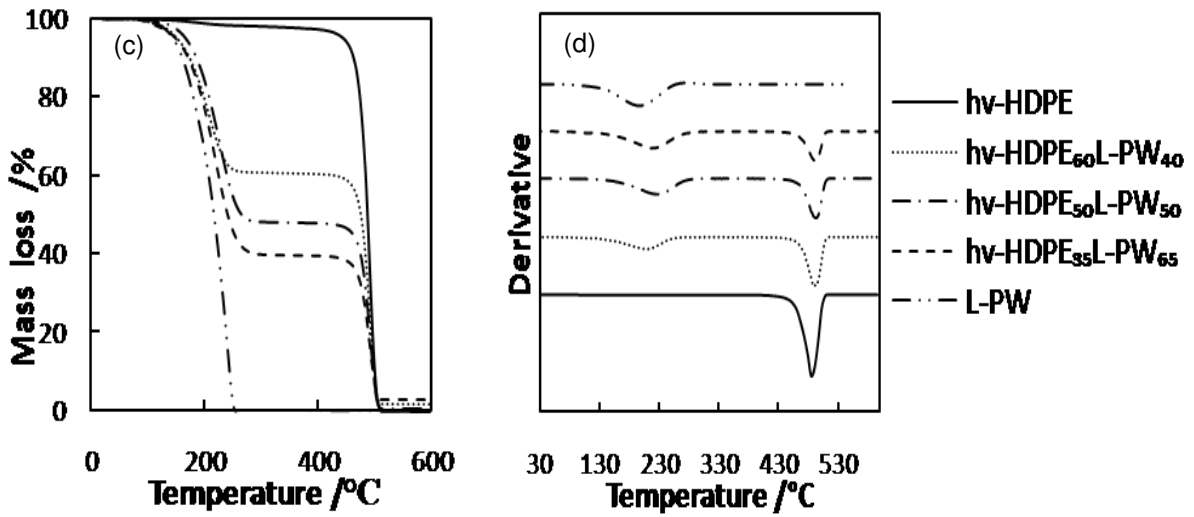 (c)
Mass loss /%
100
80
60
40
20
0
0 200 400 600
Temperature /°C
(d)
Derivative
30 130 230 330 430 530
Temperature /°C
hv-HDPE
hv-HDPE₆₀L-PW₄₀
hv-HDPE₅₀L-PW₅₀
hv-HDPE₃₅L-PW₆₅
L-PW